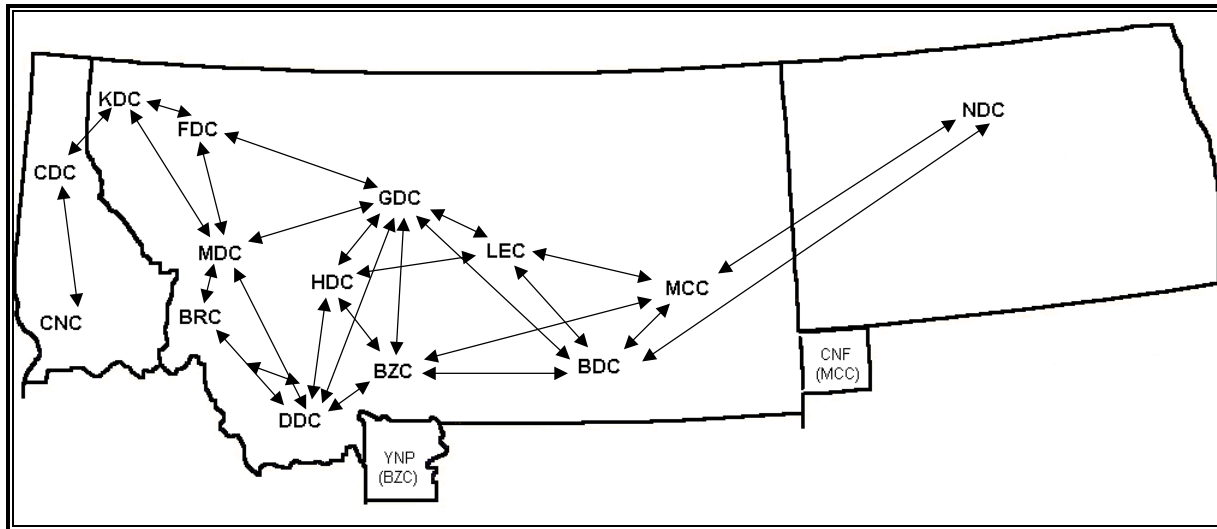 KDC
NDC
FDC
CDC
GDC
MDC
LEC
HDC
MCC
BRC
CNC
BZC
BDC
CNF
(MCC)
DDC
YNP
(BZC)